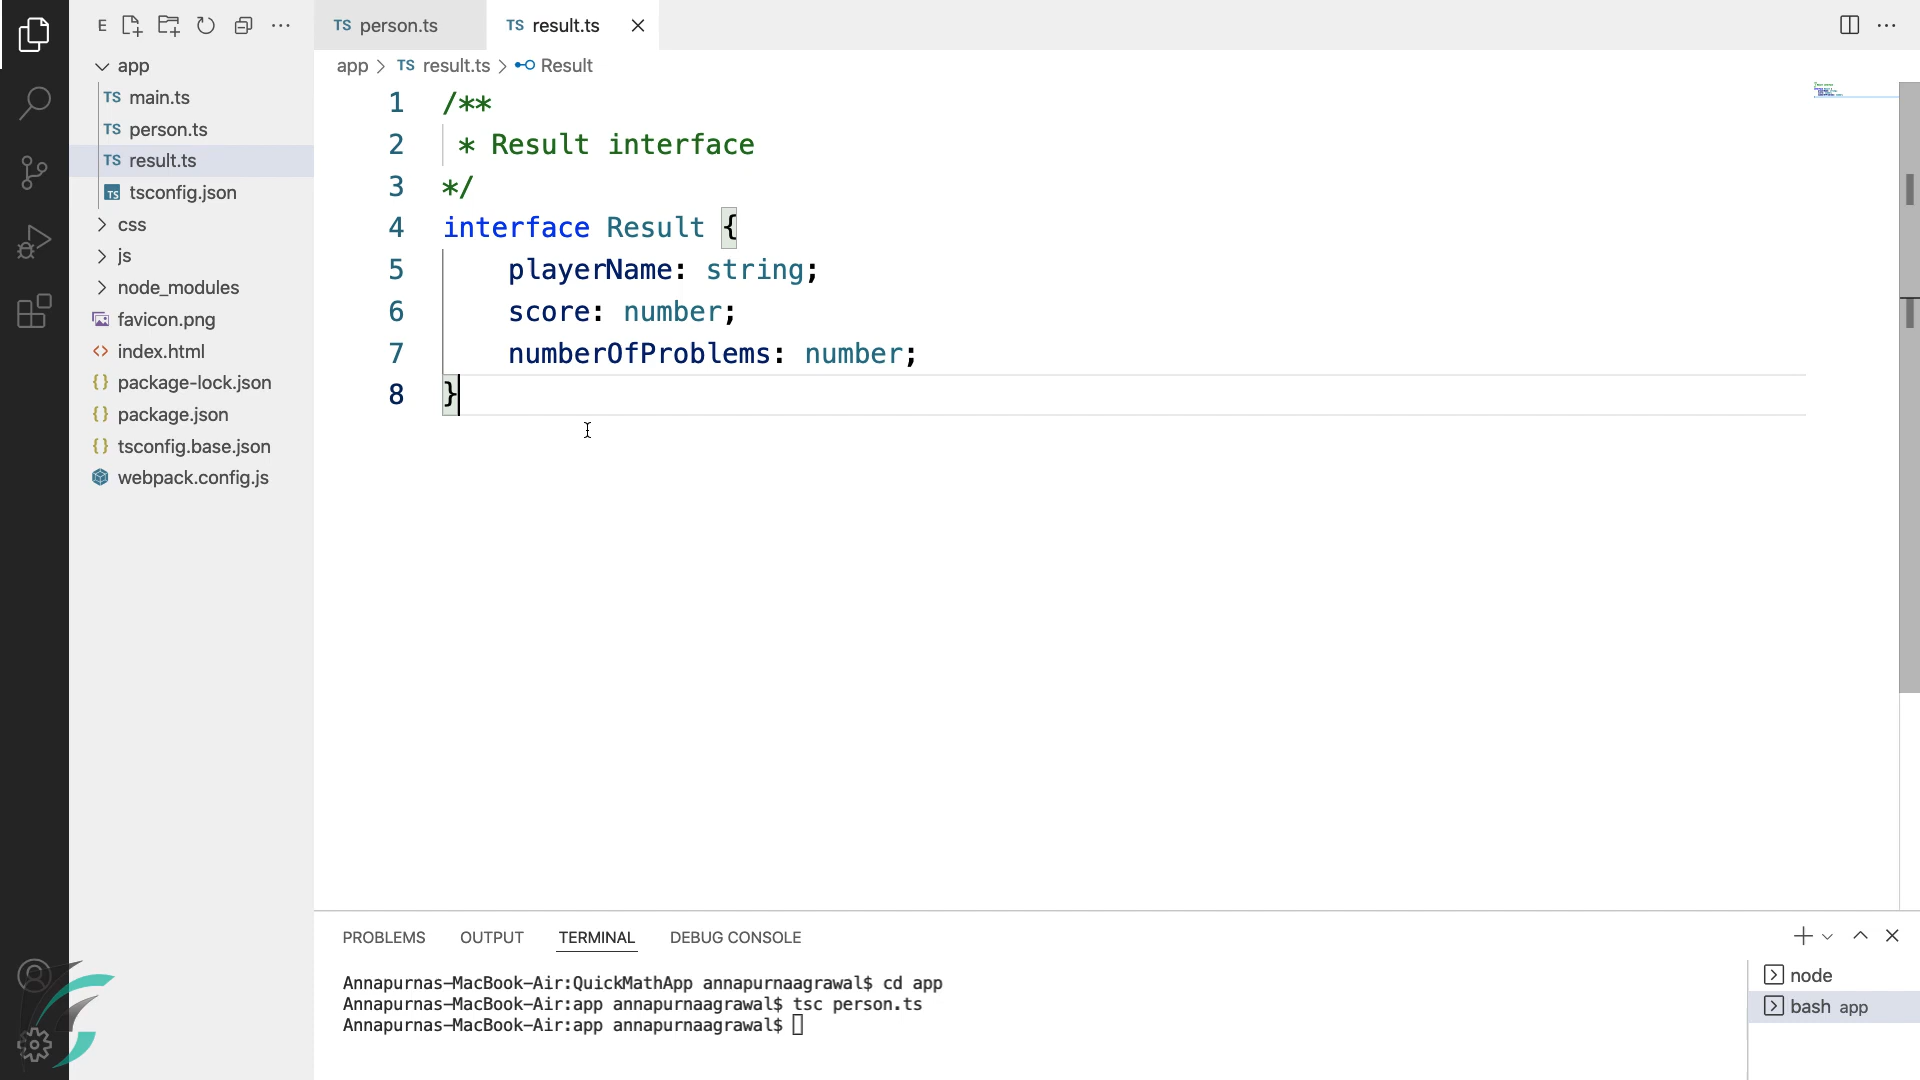 E
TS person.ts
TS result.ts
app > TS result.ts > Result
app
TS main.ts
TS person.ts
TS result.ts
TS tsconfig.json
css
js
node_modules
favicon.png
<> index.html
{} package-lock.json
{} package.json
{} tsconfig.base.json
webpack.config.js
1 /**
2  * Result interface
3 */
4 interface Result {
5     playerName: string;
6     score: number;
7     numberOfProblems: number;
8 }
PROBLEMS OUTPUT TERMINAL DEBUG CONSOLE
Annapurnas-MacBook-Air:QuickMathApp annapurnaagrawal$ cd app
Annapurnas-MacBook-Air:app annapurnaagrawal$ tsc person.ts
Annapurnas-MacBook-Air:app annapurnaagrawal$
node
bash app